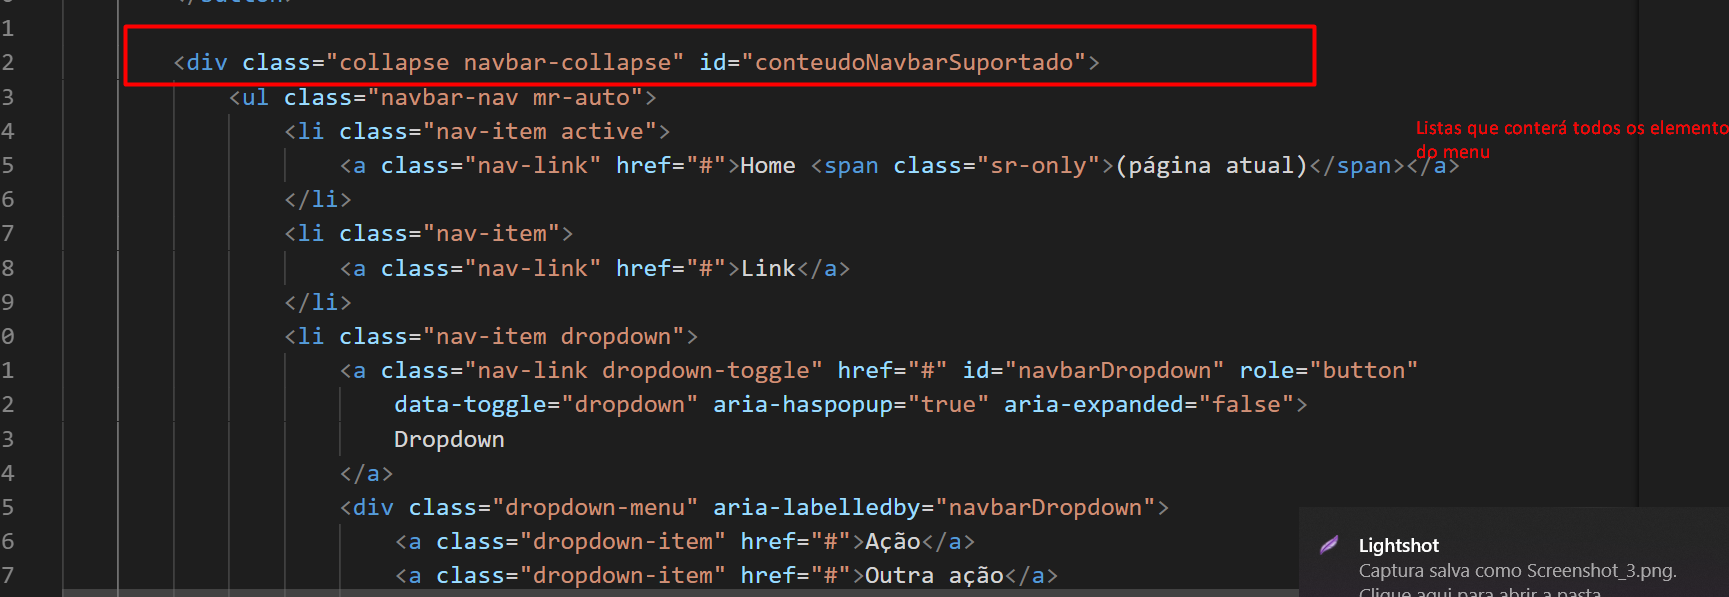 1
2 <div class="collapse navbar-collapse" id="conteudoNavbarSuportado">
3 <ul class="navbar-nav mr-auto">
4 <li class="nav-item active">
Listas que conterá todos os elemento
do menu
5 <a class="nav-link" href="#">Home <span class="sr-only">(página atual)</span></a>
6 </li>
7 <li class="nav-item">
8 <a class="nav-link" href="#">Link</a>
9 </li>
0 <li class="nav-item dropdown">
1 <a class="nav-link dropdown-toggle" href="#" id="navbarDropdown" role="button"
2 data-toggle="dropdown" aria-haspopup="true" aria-expanded="false">
3 Dropdown
4 </a>
5 <div class="dropdown-menu" aria-labelledby="navbarDropdown">
6 <a class="dropdown-item" href="#">Ação</a>
7 <a class="dropdown-item" href="#">Outra ação</a>
Lightshot
Captura salva como Screenshot_3.png.
Clique aqui para abrir a pasta